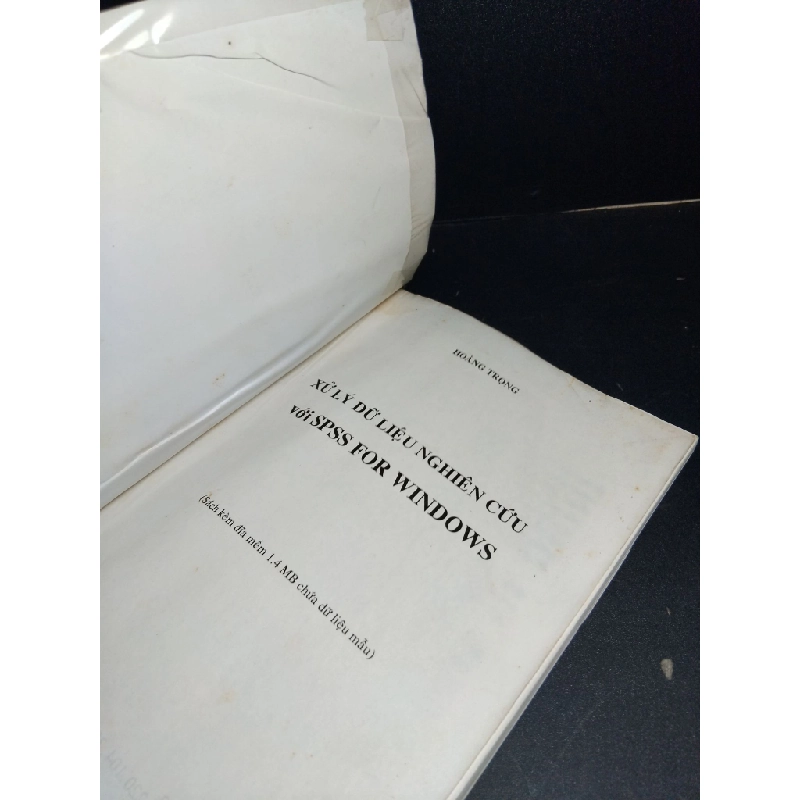 HOÀNG TRỌNG
XỬ LÝ DỮ LIỆU NGHIÊN CỨU
với SPSS FOR WINDOWS
(Sách kèm đĩa mềm 1.4 MB chứa dữ liệu mẫu)